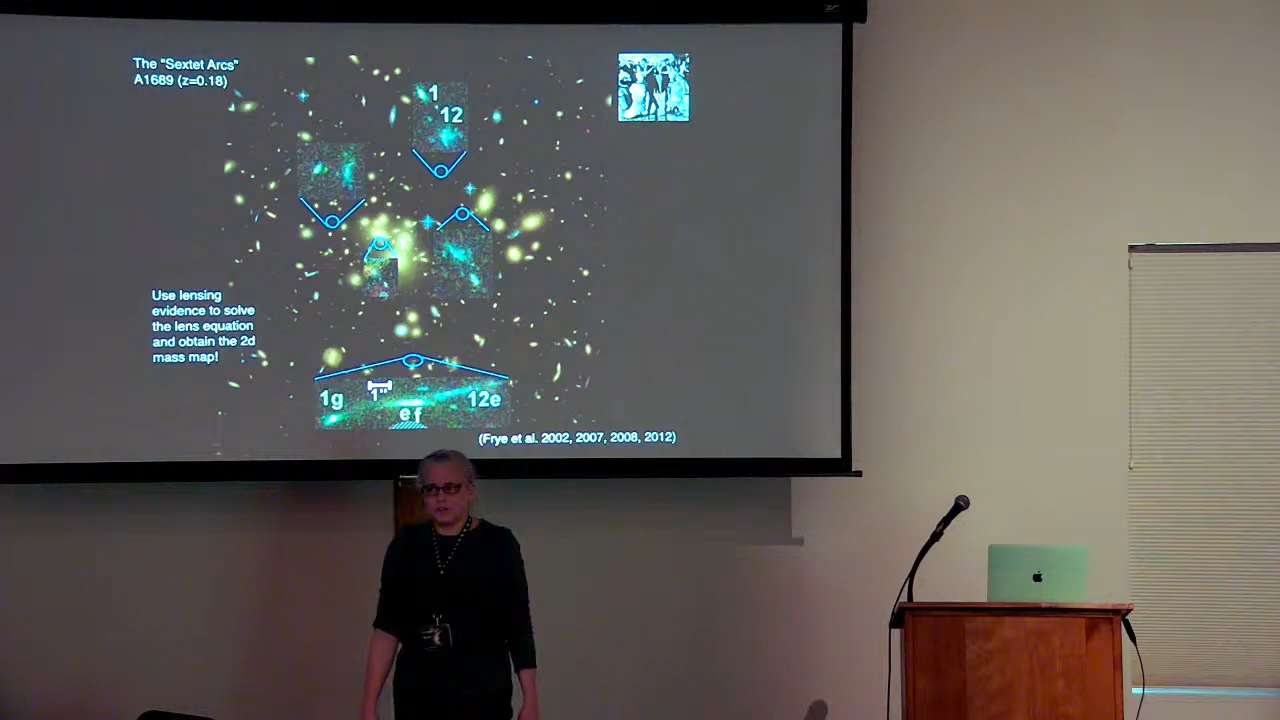 The "Sextet Arcs"
A1689 (z=0.18)
1
12
Use lensing
evidence to solve
the lens equation
and obtain the 2d
mass map!
1g
1"
ef
12e
(Frye et al. 2002, 2007, 2008, 2012)